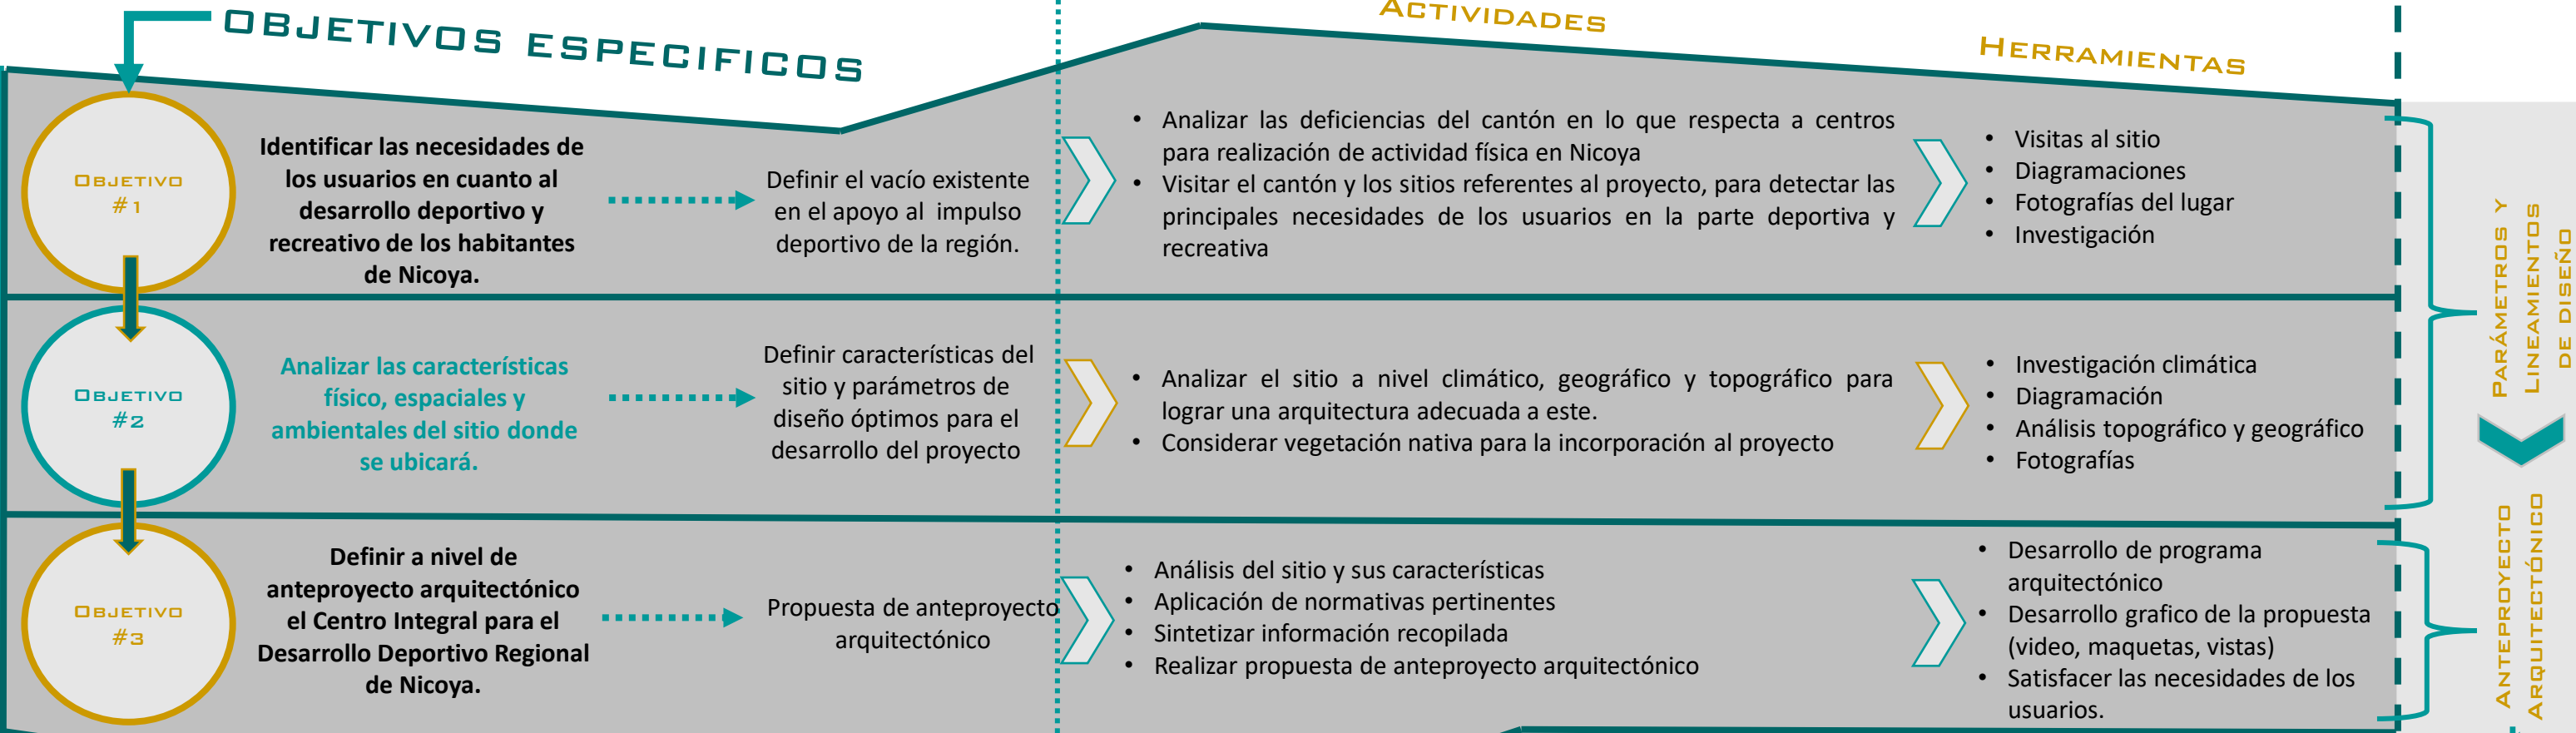 OBJETIVOS ESPECIFICOS
ACTIVIDADES
HERRAMIENTAS
OBJETIVO
#1
Identificar las necesidades de
los usuarios en cuanto al
desarrollo deportivo y
recreativo de los habitantes
de Nicoya.
Definir el vacío existente
en el apoyo al impulso
deportivo de la región.
• Analizar las deficiencias del cantón en lo que respecta a centros
para realización de actividad física en Nicoya
• Visitar el cantón y los sitios referentes al proyecto, para detectar las
principales necesidades de los usuarios en la parte deportiva y
recreativa
• Visitas al sitio
• Diagramaciones
• Fotografías del lugar
• Investigación
OBJETIVO
#2
Analizar las características
físico, espaciales y
ambientales del sitio donde
se ubicará.
Definir características del
sitio y parámetros de
diseño óptimos para el
desarrollo del proyecto
• Analizar el sitio a nivel climático, geográfico y topográfico para
lograr una arquitectura adecuada a este.
• Considerar vegetación nativa para la incorporación al proyecto
• Investigación climática
• Diagramación
• Análisis topográfico y geográfico
• Fotografías
PARÁMETROS Y
LINEAMIENTOS
DE DISEÑO
OBJETIVO
#3
Definir a nivel de
anteproyecto arquitectónico
el Centro Integral para el
Desarrollo Deportivo Regional
de Nicoya.
Propuesta de anteproyecto
arquitectónico
• Análisis del sitio y sus características
• Aplicación de normativas pertinentes
• Sintetizar información recopilada
• Realizar propuesta de anteproyecto arquitectónico
• Desarrollo de programa
arquitectónico
• Desarrollo grafico de la propuesta
(video, maquetas, vistas)
• Satisfacer las necesidades de los
usuarios.
ANTEPROYECTO
ARQUITECTÓNICO